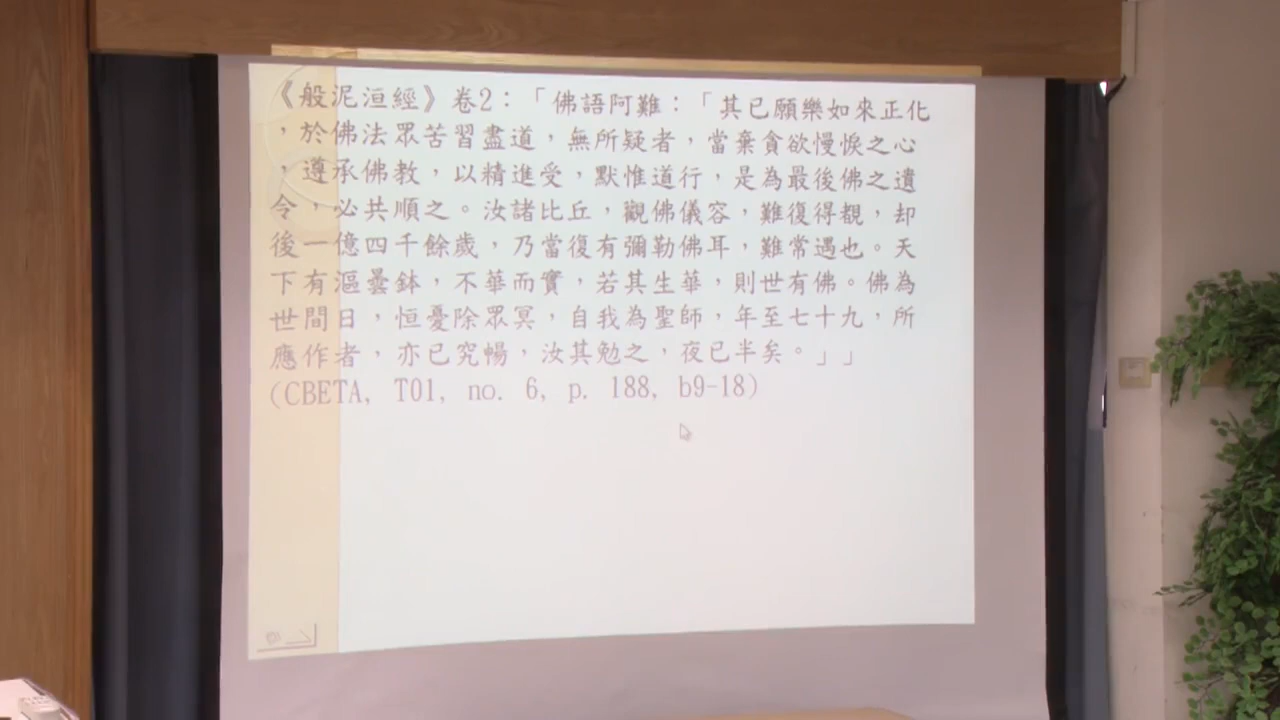 《般泥洹經》卷2：「佛語阿難：「其已願樂如來正化
，於佛法眾苦習盡道，無所疑者，當棄貪欲慢悷之心
，遵承佛教，以精進受，默惟道行，是為最後佛之遺
令，必共順之。汝諸比丘，觀佛儀容，難復得覩，却
後一億四千餘歲，乃當復有彌勒佛耳，難常遇也。天
下有漚曇鉢，不華而實，若其生華，則世有佛。佛為
世間日，恒憂除眾冥，自我為聖師，年至七十九，所
應作者，亦已究暢，汝其勉之，夜已半矣。」」
(CBETA, T01, no. 6, p. 188, b9-18)